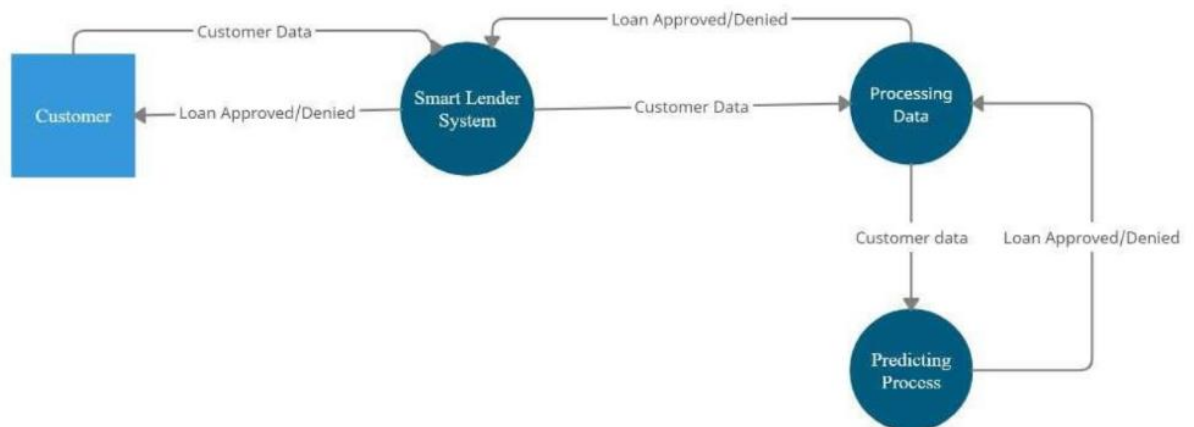 Loan Approved/Denied
Customer Data
Customer
Loan Approved/Denied
Smart Lender
System
Customer Data
Processing
Data
Customer data
Loan Approved/Denied
Predicting
Process